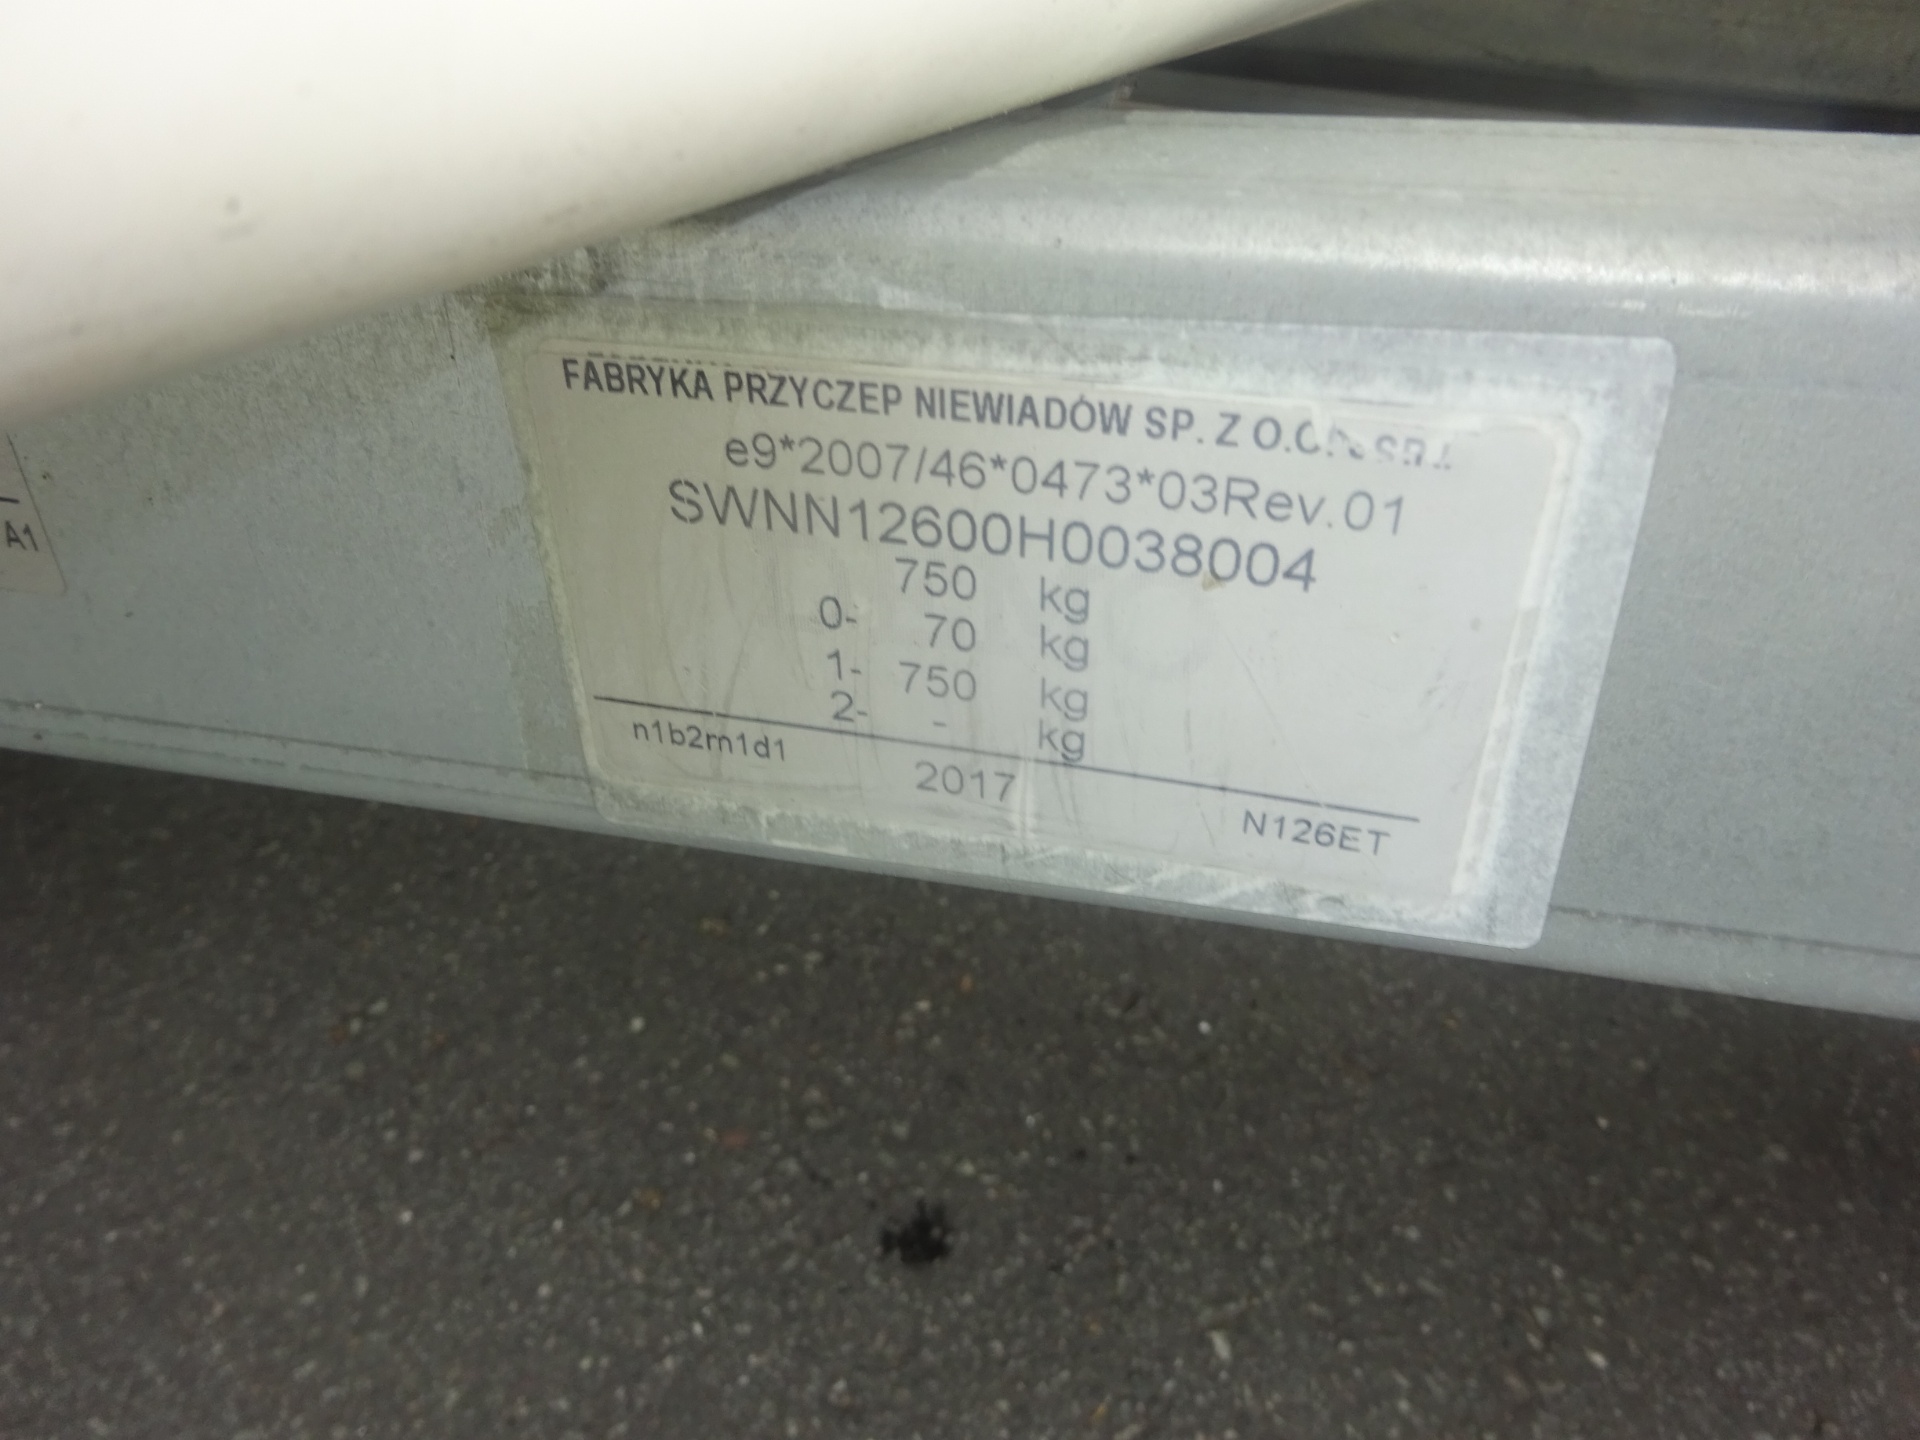 FABRYKA PRZYCZEP NIEWIADÓW SP. Z O.O.
e9*2007/46*0473*03Rev.01
SWNN12600H0038004
750 kg
0- 70 kg
1- 750 kg
2- - kg
n1b2rn1d1 2017 N126ET
A1